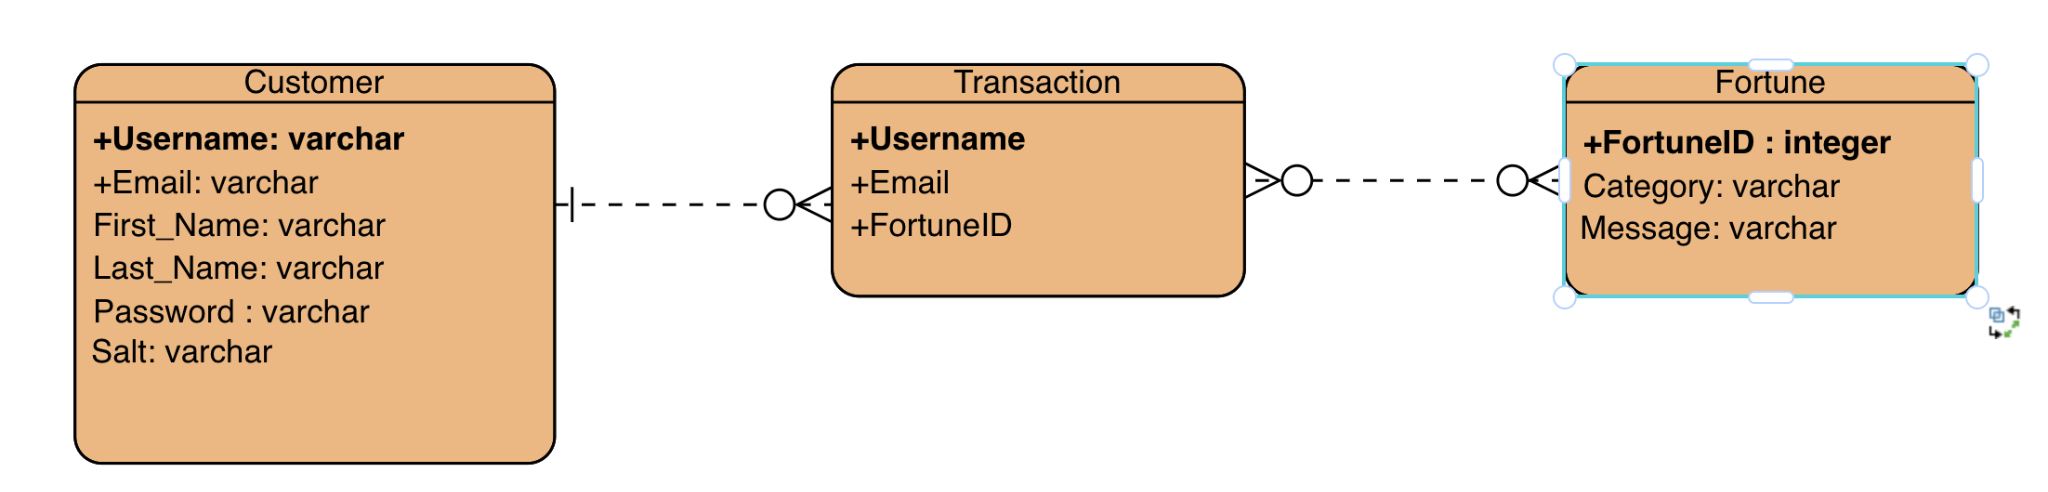 Customer
+Username: varchar
+Email: varchar
First_Name: varchar
Last_Name: varchar
Password : varchar
Salt: varchar
Transaction
+Username
+Email
+FortuneID
Fortune
+FortuneID : integer
Category: varchar
Message: varchar